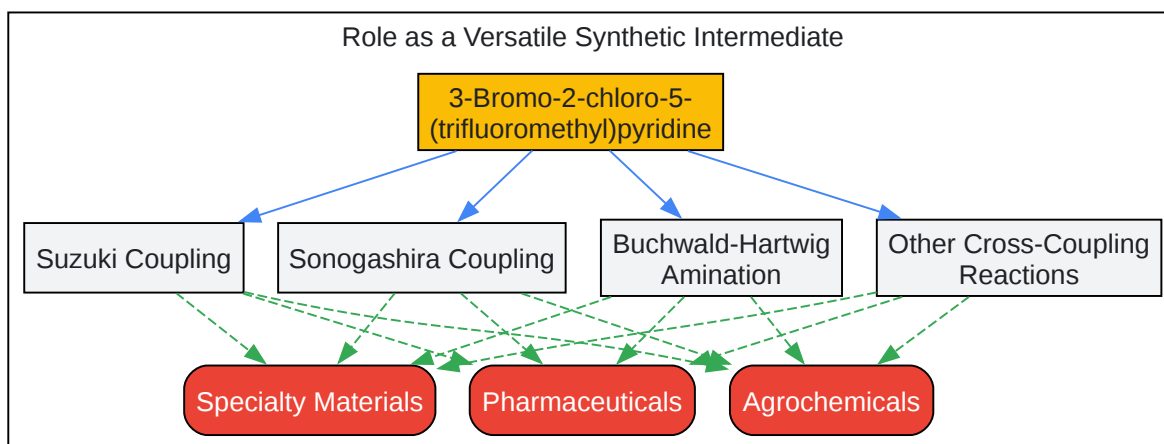 Role as a Versatile Synthetic Intermediate
3-Bromo-2-chloro-5-
(trifluoromethyl)pyridine
Suzuki Coupling
Sonogashira Coupling
Buchwald-Hartwig
Amination
Other Cross-Coupling
Reactions
Specialty Materials
Pharmaceuticals
Agrochemicals